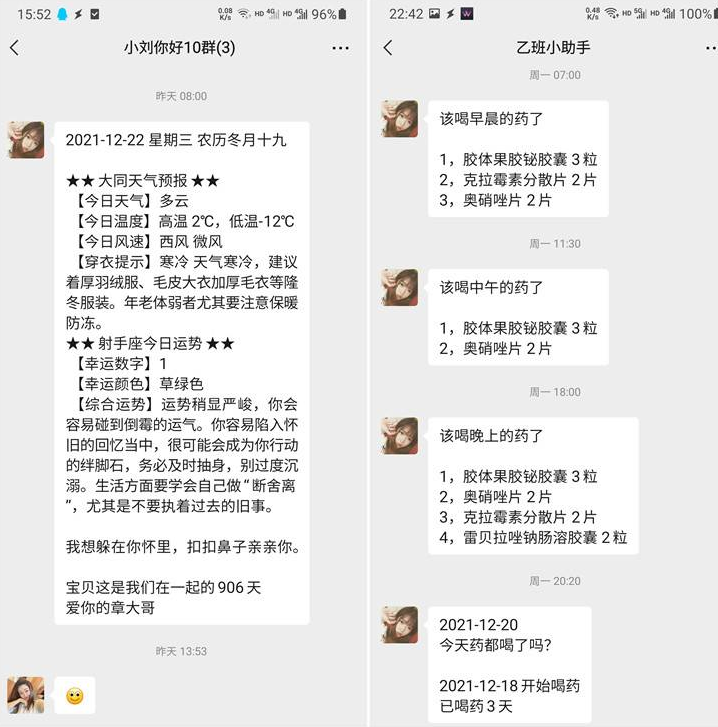 15:52
0.08
K/s
HD 4G
HD 4G
96%
小刘你好10群(3)
昨天 08:00
2021-12-22 星期三 农历冬月十九
★★ 大同天气预报 ★★
【今日天气】多云
【今日温度】高温 2℃，低温-12℃
【今日风速】西风 微风
【穿衣提示】寒冷 天气寒冷，建议
着厚羽绒服、毛皮大衣加厚毛衣等隆
冬服装。年老体弱者尤其要注意保暖
防冻。
★★ 射手座今日运势 ★★
【幸运数字】1
【幸运颜色】草绿色
【综合运势】运势稍显严峻，你会
容易碰到倒霉的运气。你容易陷入怀
旧的回忆当中，很可能会成为你行动
的绊脚石，务必及时抽身，别过度沉
溺。生活方面要学会自己做“断舍离
”，尤其是不要执着过去的旧事。
我想躲在你怀里，扣扣鼻子亲亲你。
宝贝这是我们在一起的 906 天
爱你的章大哥
昨天 13:53
22:42
W
0.48
K/s
HD 5G
HD 4G
100%
乙班小助手
周一 07:00
该喝早晨的药了
1，胶体果胶铋胶囊 3 粒
2，克拉霉素分散片 2 片
3，奥硝唑片 2 片
周一 11:30
该喝中午的药了
1，胶体果胶铋胶囊 3 粒
2，奥硝唑片 2 片
周一 18:00
该喝晚上的药了
1，胶体果胶铋胶囊 3 粒
2，奥硝唑片 2 片
3，克拉霉素分散片 2 片
4，雷贝拉唑钠肠溶胶囊 2 粒
周一 20:20
2021-12-20
今天药都喝了吗？
2021-12-18 开始喝药
已喝药 3 天